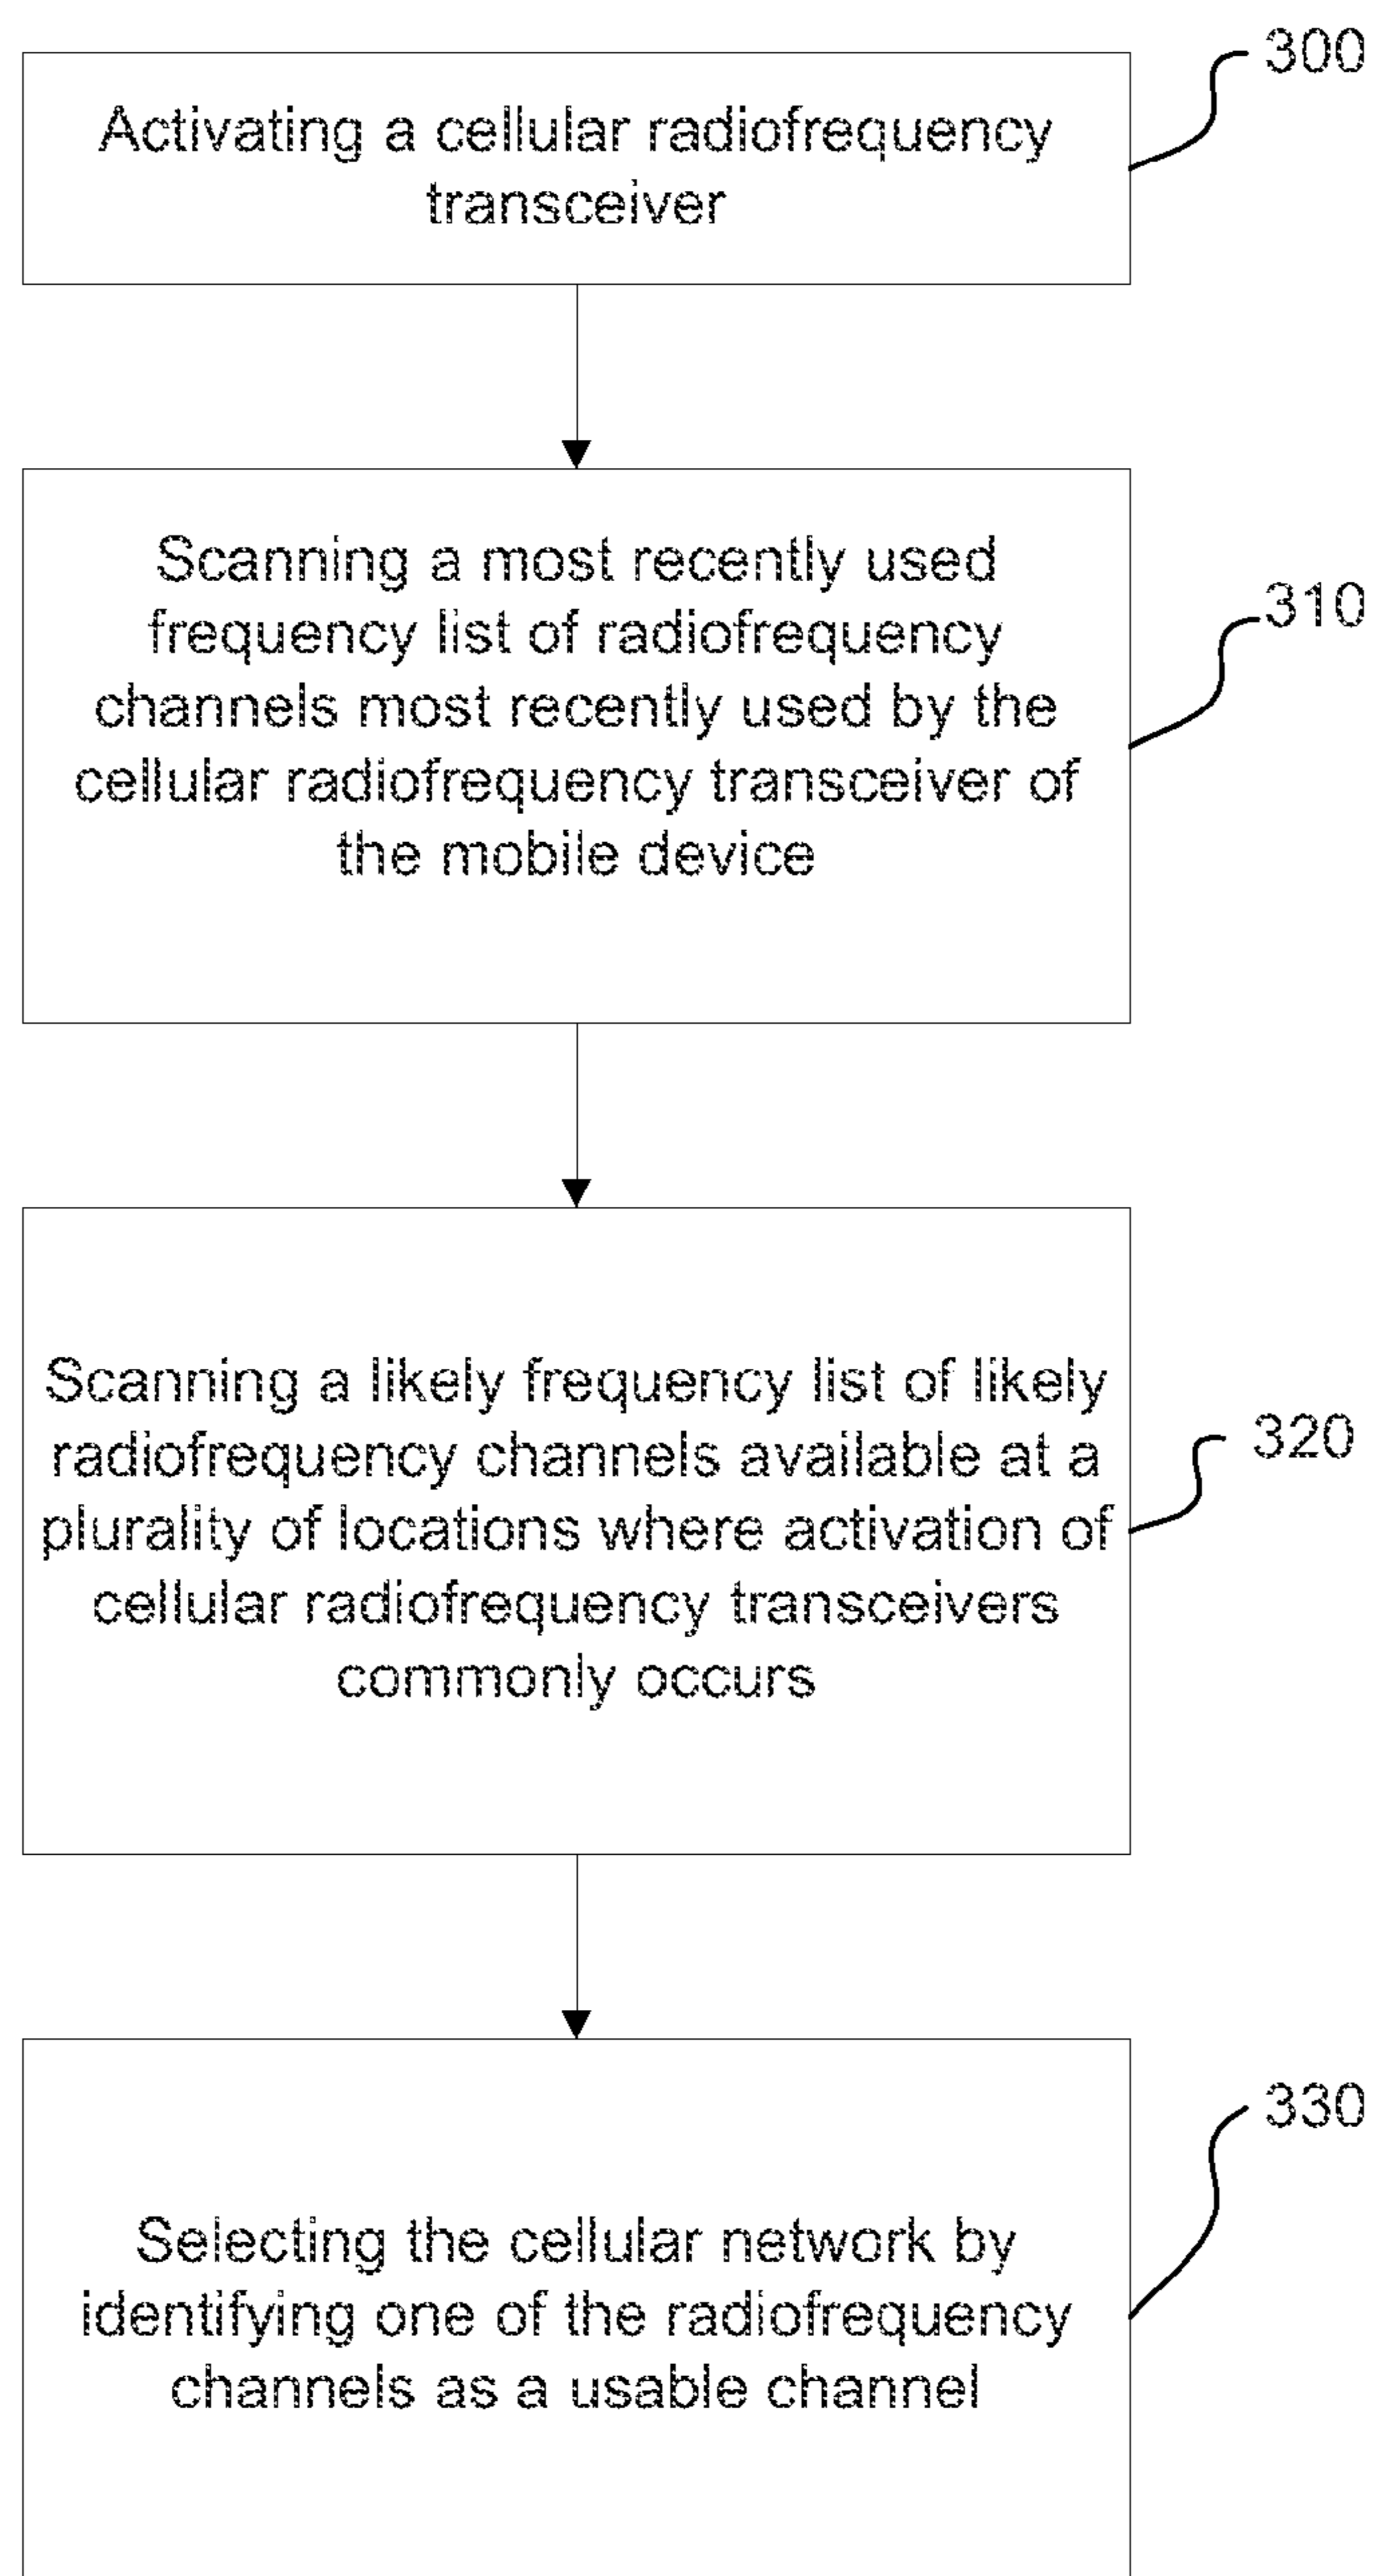 300
Activating a cellular radiofrequency
transceiver
Scanning a most recently used
frequency list of radiofrequency
channels most recently used by the
cellular radiofrequency transceiver of
the mobile device
310
Scanning a likely frequency list of likely
radiofrequency channels available at a
plurality of locations where activation of
cellular radiofrequency transceivers
commonly occurs
320
330
Selecting the cellular network by
identifying one of the radiofrequency
channels as a usable channel